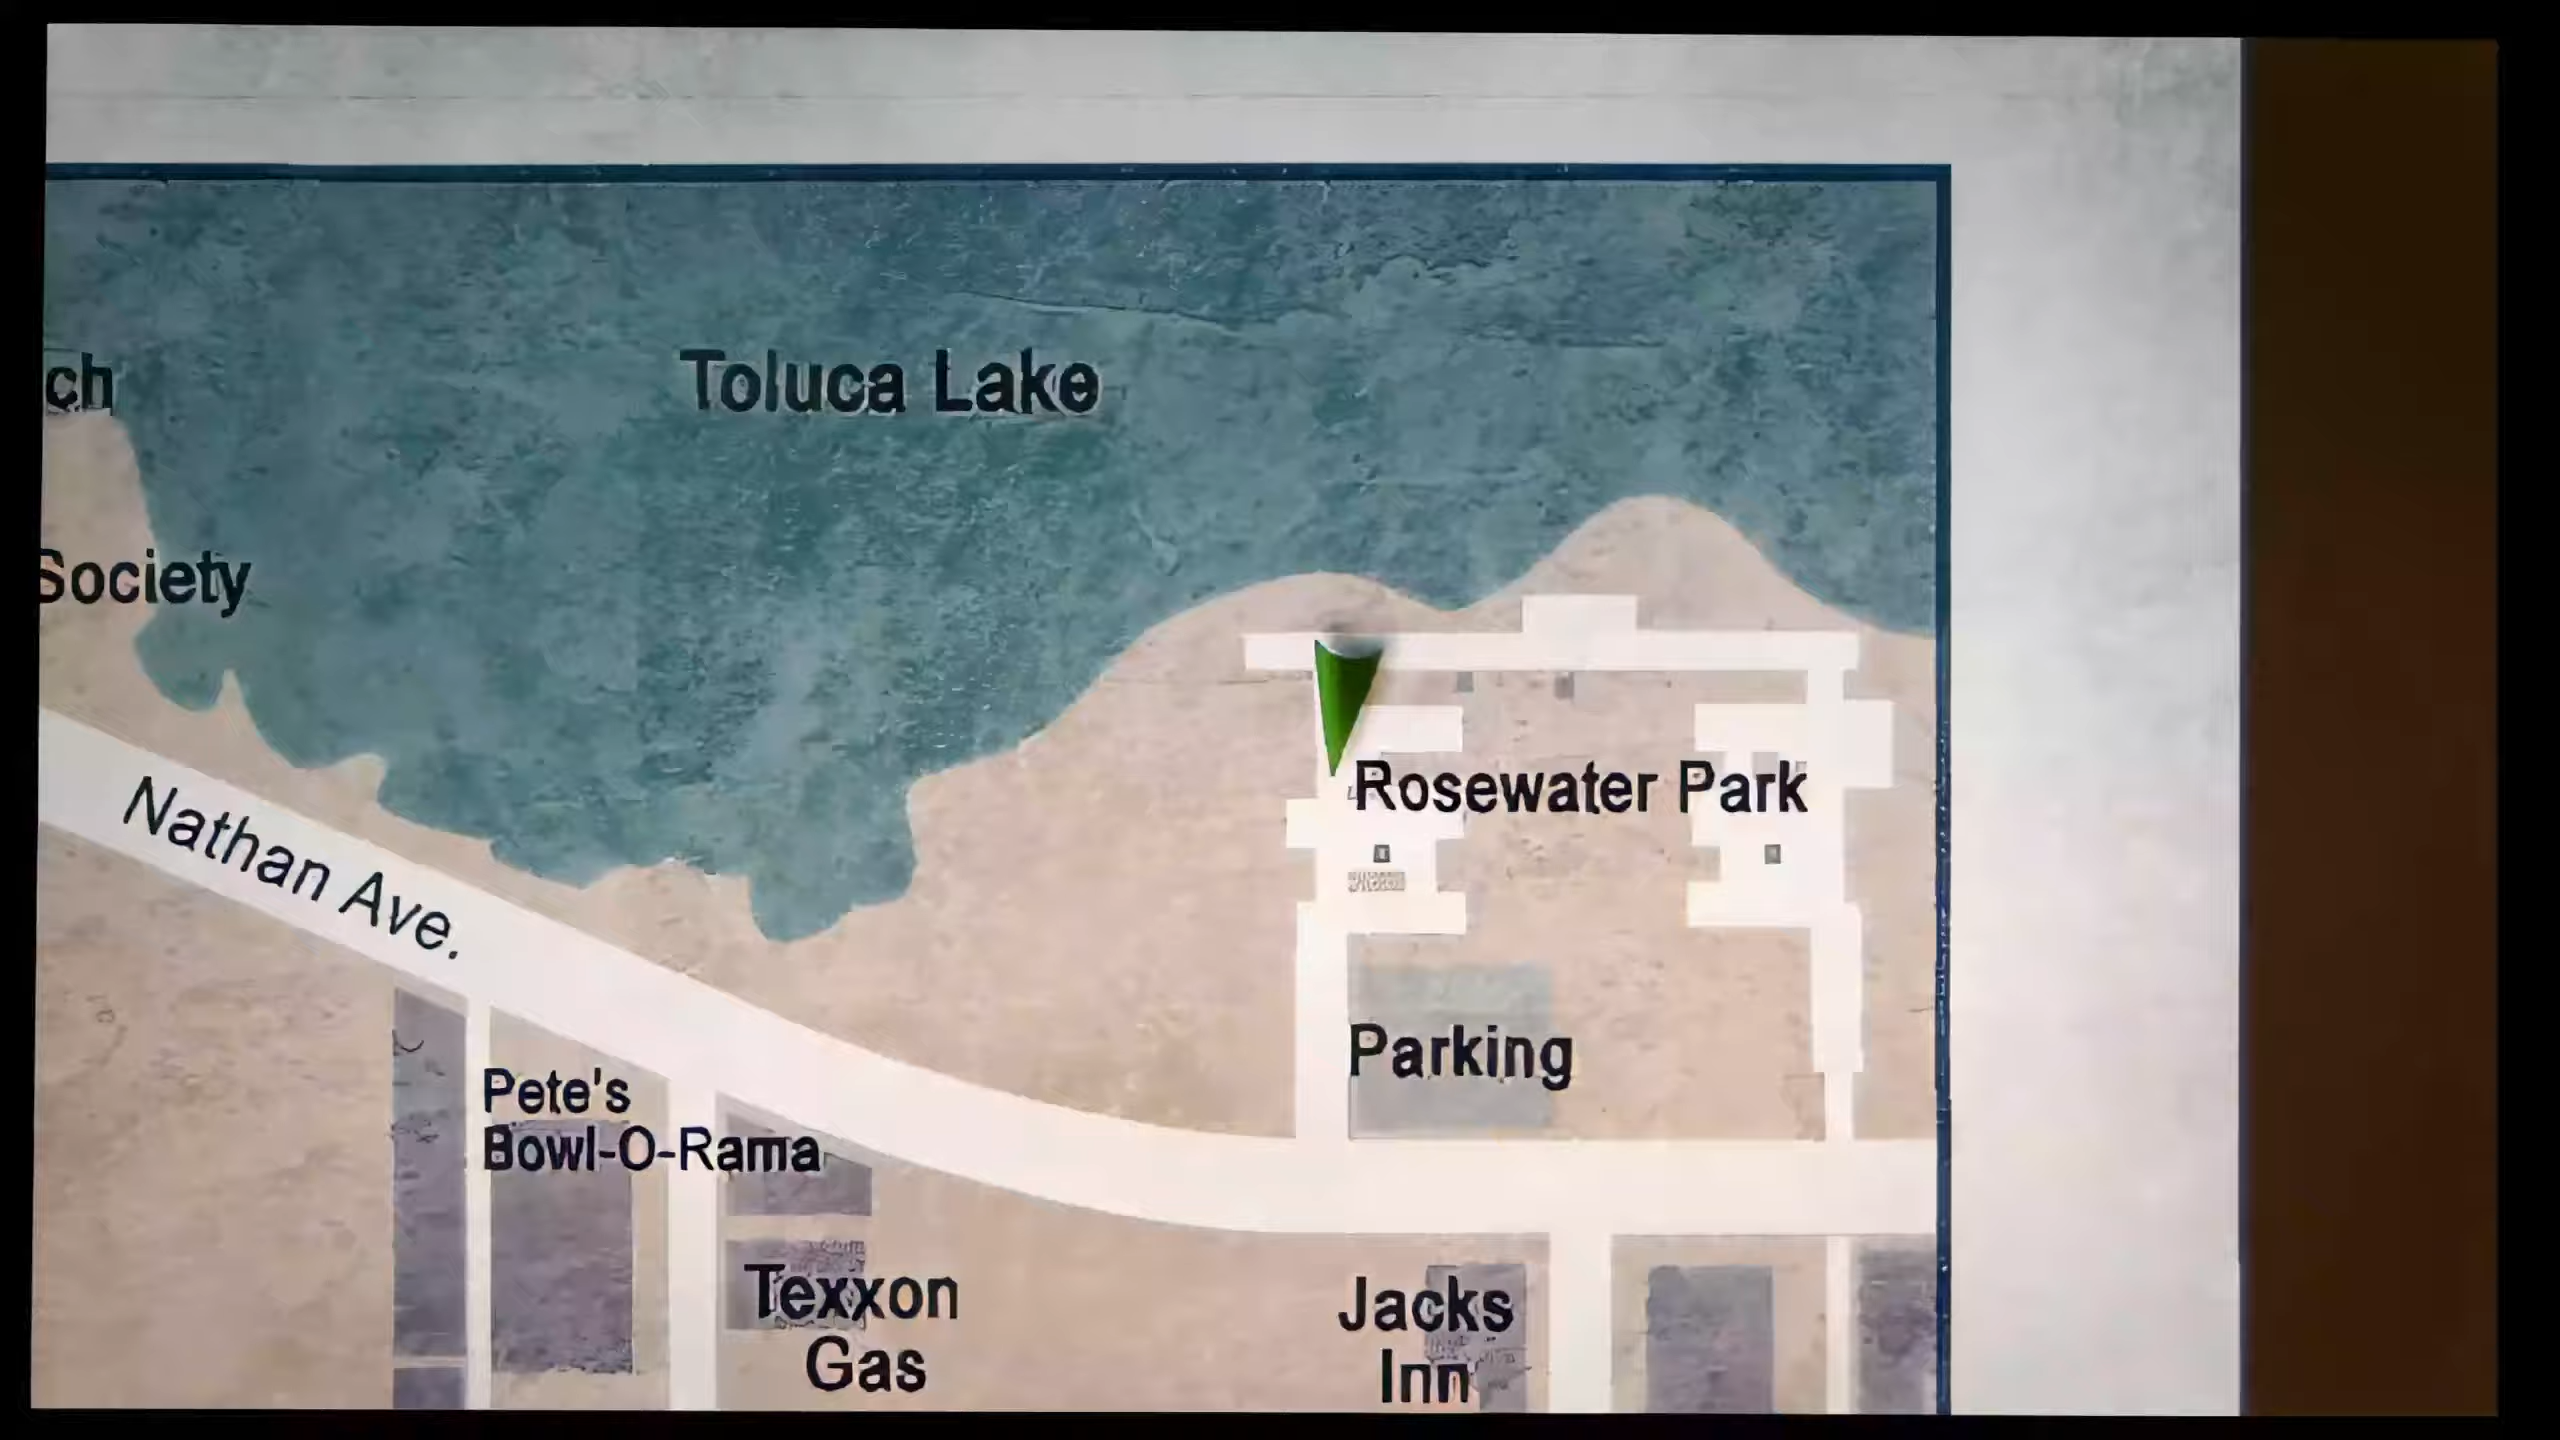 Toluca Lake
ch
Society
Rosewater Park
Nathan Ave.
Parking
Pete's
Bowl-O-Rama
Texxon
Gas
Jacks
Inn